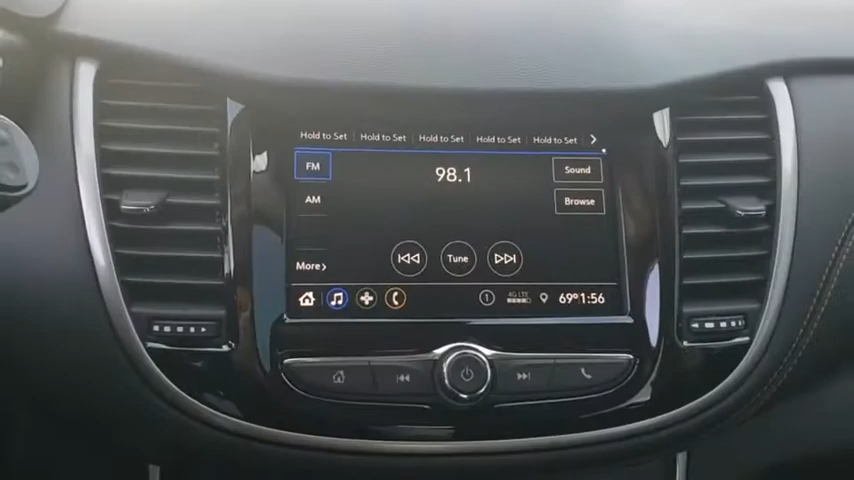 Hold to Set Hold to Set Hold to Set Hold to Set Hold to Set
FM 98.1 Sound
AM Browse
More Tune
1 4G LTE 69° 1:56